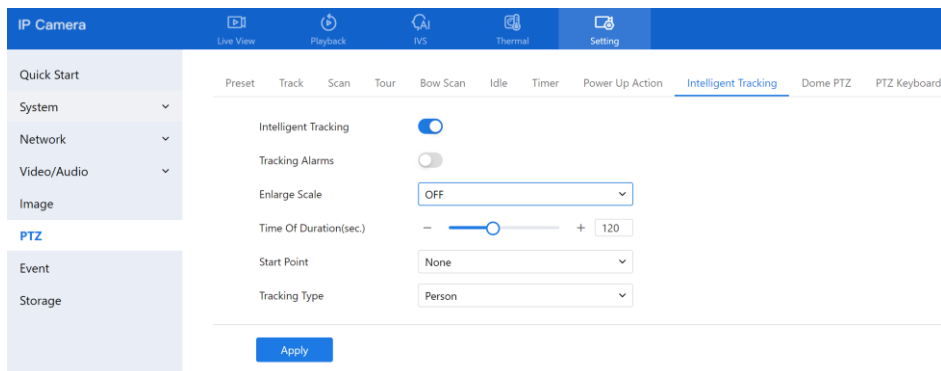 IP Camera
Live View Playback IVS Thermal Setting
AI
Quick Start
System
Network
Video/Audio
Image
PTZ
Event
Storage
Preset Track Scan Tour Bow Scan Idle Timer Power Up Action Intelligent Tracking Dome PTZ PTZ Keyboard
Intelligent Tracking
Tracking Alarms
Enlarge Scale OFF
Time Of Duration(sec.) − + 120
Start Point None
Tracking Type Person
Apply